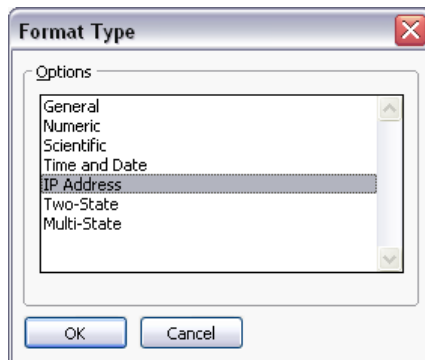 Format Type
Options
General
Numeric
Scientific
Time and Date
IP Address
Two-State
Multi-State
OK
Cancel